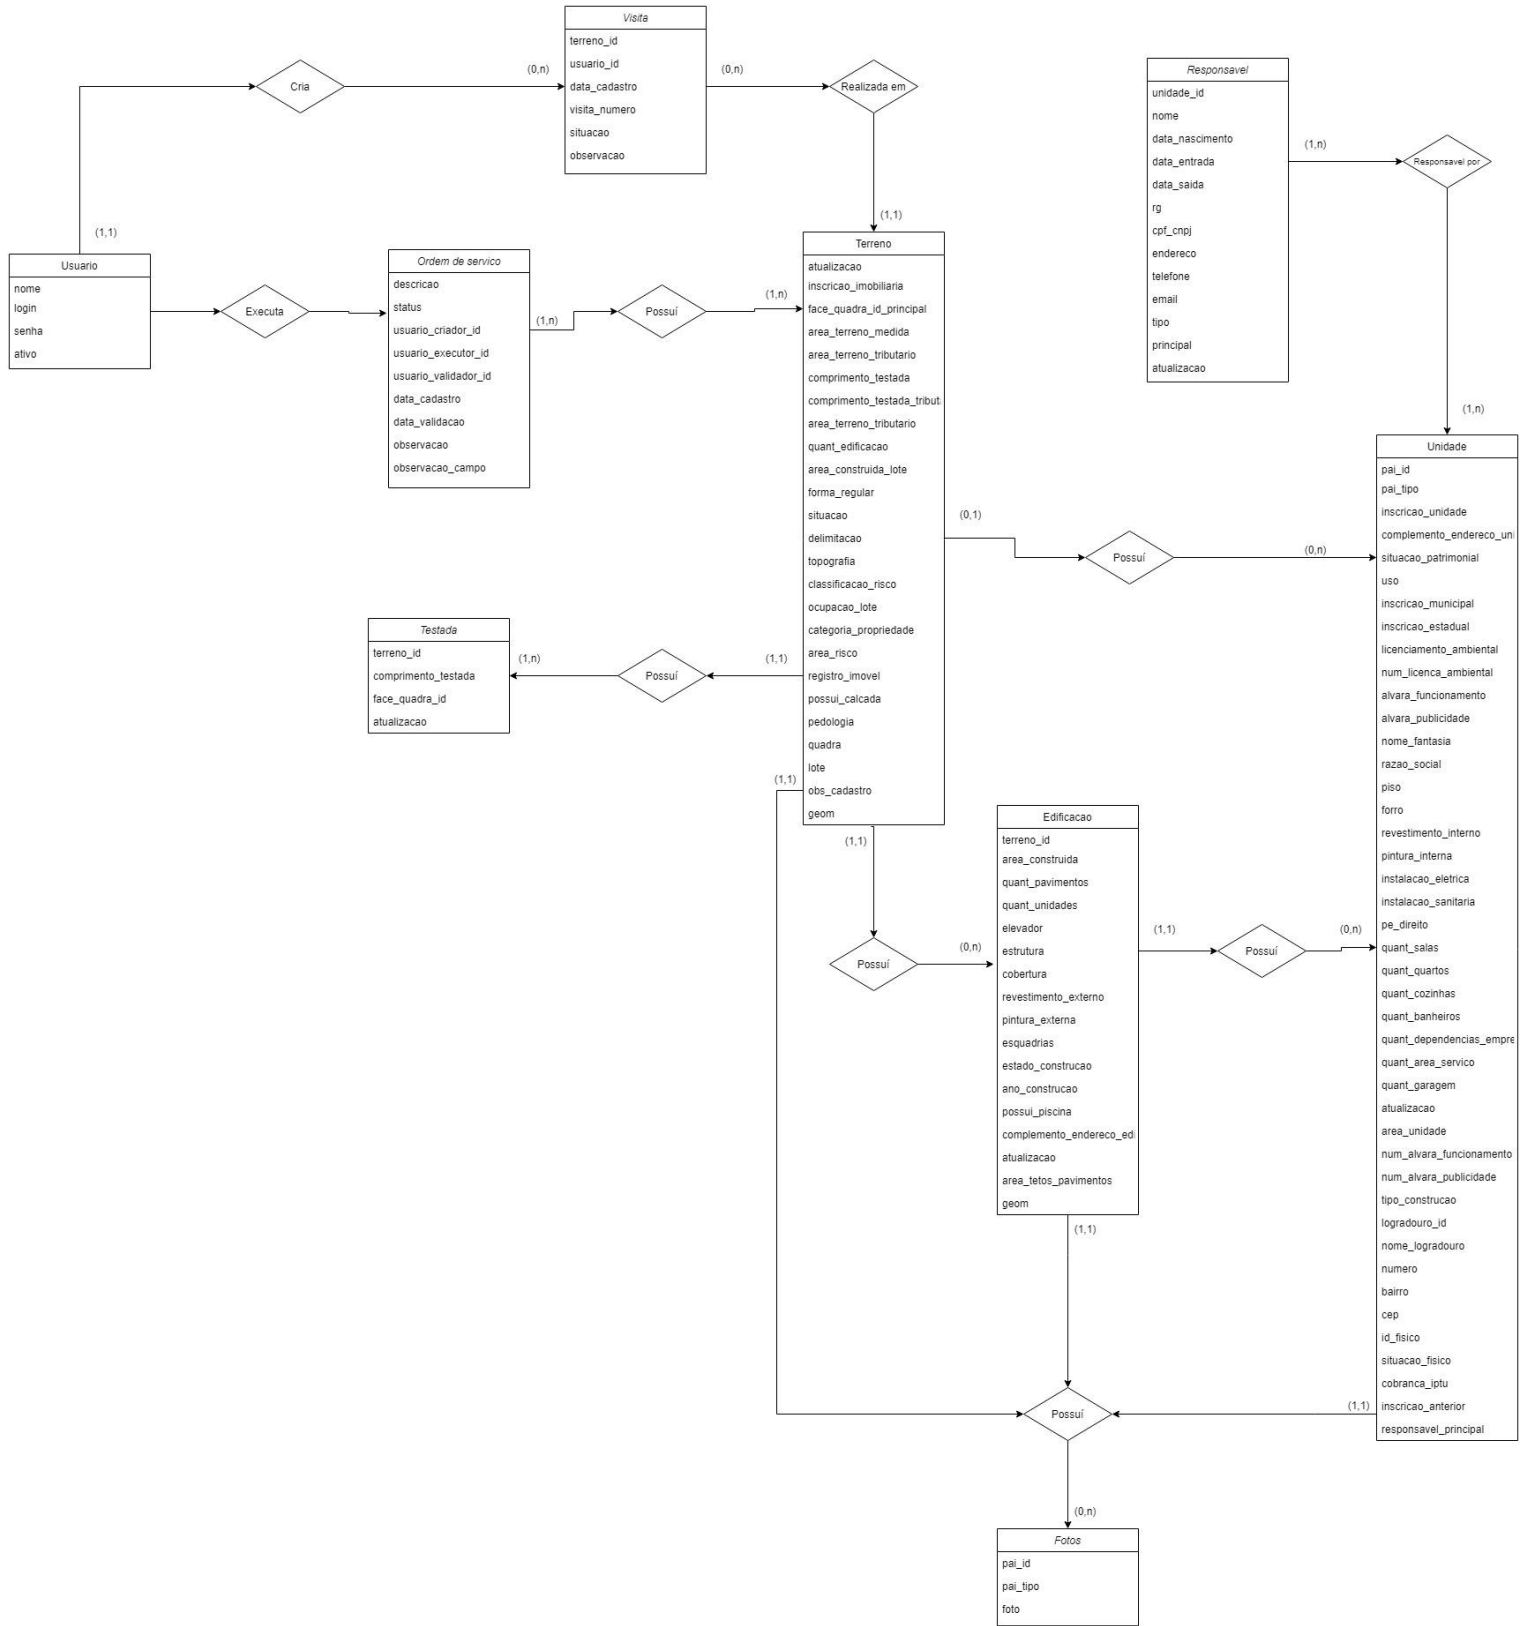 Visita
terreno_id
usuario_id
data_cadastro
visita_numero
situacao
observacao
Cria
(0,n)
(0,n)
Realizada em
(1,1)
(1,1)
Responsavel
unidade_id
nome
data_nascimento
data_entrada
data_saida
rg
cpf_cnpj
endereco
telefone
email
tipo
principal
atualizacao
(1,n)
Responsavel por
(1,n)
Usuario
nome
login
senha
ativo
Executa
Ordem de servico
descricao
status
usuario_criador_id
usuario_executor_id
usuario_validador_id
data_cadastro
data_validacao
observacao
observacao_campo
(1,n)
Possuí
(1,n)
Terreno
atualizacao
inscricao_imobiliaria
face_quadra_id_principal
area_terreno_medida
area_terreno_tributario
comprimento_testada
comprimento_testada_tribut
area_terreno_tributario
quant_edificacao
area_construida_lote
forma_regular
situacao
delimitacao
topografia
classificacao_risco
ocupacao_lote
categoria_propriedade
area_risco
registro_imovel
possui_calcada
pedologia
quadra
lote
obs_cadastro
geom
(0,1)
Possuí
(0,n)
Testada
terreno_id
comprimento_testada
face_quadra_id
atualizacao
(1,n)
Possuí
(1,1)
(1,1)
(1,1)
Possuí
(0,n)
Edificacao
terreno_id
area_construida
quant_pavimentos
quant_unidades
elevador
estrutura
cobertura
revestimento_externo
pintura_externa
esquadrias
estado_construcao
ano_construcao
possui_piscina
complemento_endereco_edi
atualizacao
area_tetos_pavimentos
geom
(1,1)
Possuí
(0,n)
(1,1)
Unidade
pai_id
pai_tipo
inscricao_unidade
complemento_endereco_uni
situacao_patrimonial
uso
inscricao_municipal
inscricao_estadual
licenciamento_ambiental
num_licenca_ambiental
alvara_funcionamento
alvara_publicidade
nome_fantasia
razao_social
piso
forro
revestimento_interno
pintura_interna
instalacao_eletrica
instalacao_sanitaria
pe_direito
quant_salas
quant_quartos
quant_cozinhas
quant_banheiros
quant_dependencias_empre
quant_area_servico
quant_garagem
atualizacao
area_unidade
num_alvara_funcionamento
num_alvara_publicidade
tipo_construcao
logradouro_id
nome_logradouro
numero
bairro
cep
id_fisico
situacao_fisico
cobranca_iptu
inscricao_anterior
responsavel_principal
Possuí
(1,1)
(0,n)
Fotos
pai_id
pai_tipo
foto